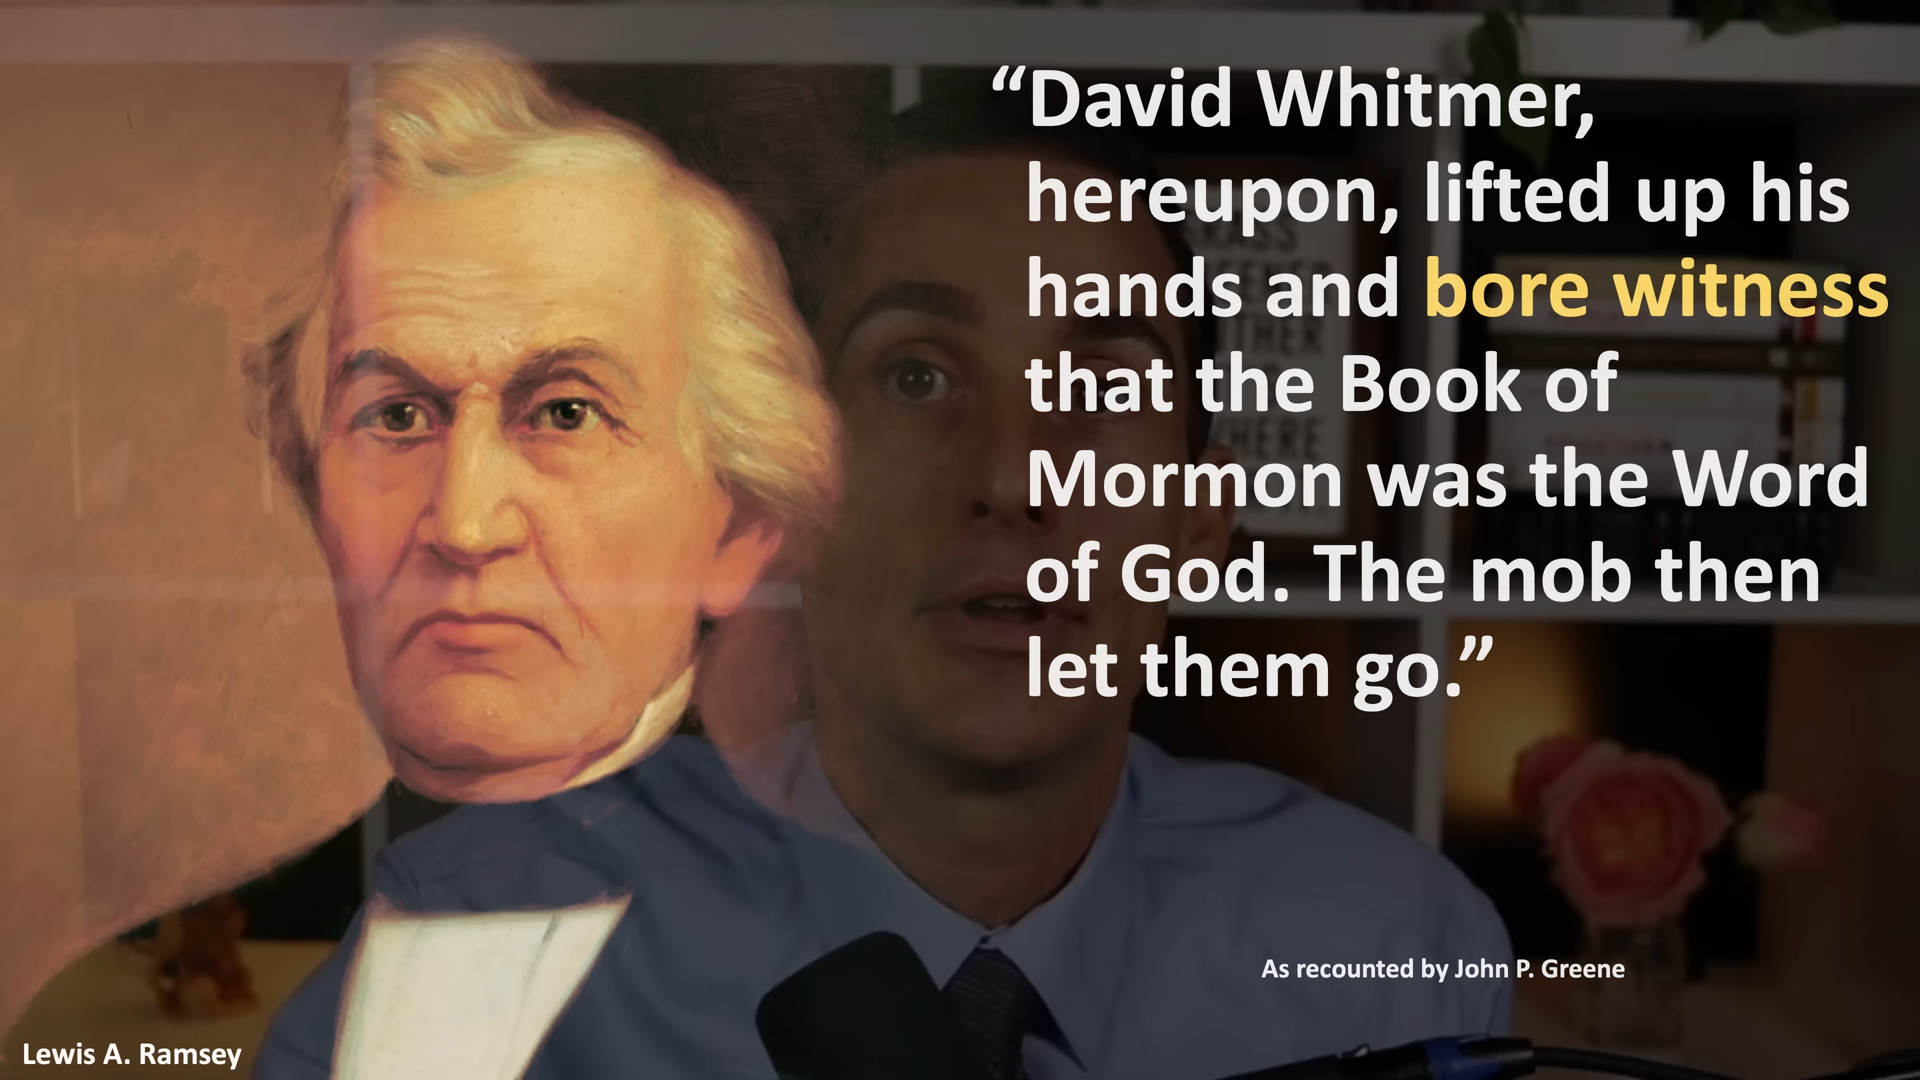 “David Whitmer,
hereupon, lifted up his
hands and bore witness
that the Book of
Mormon was the Word
of God. The mob then
let them go.”
As recounted by John P. Greene
Lewis A. Ramsey